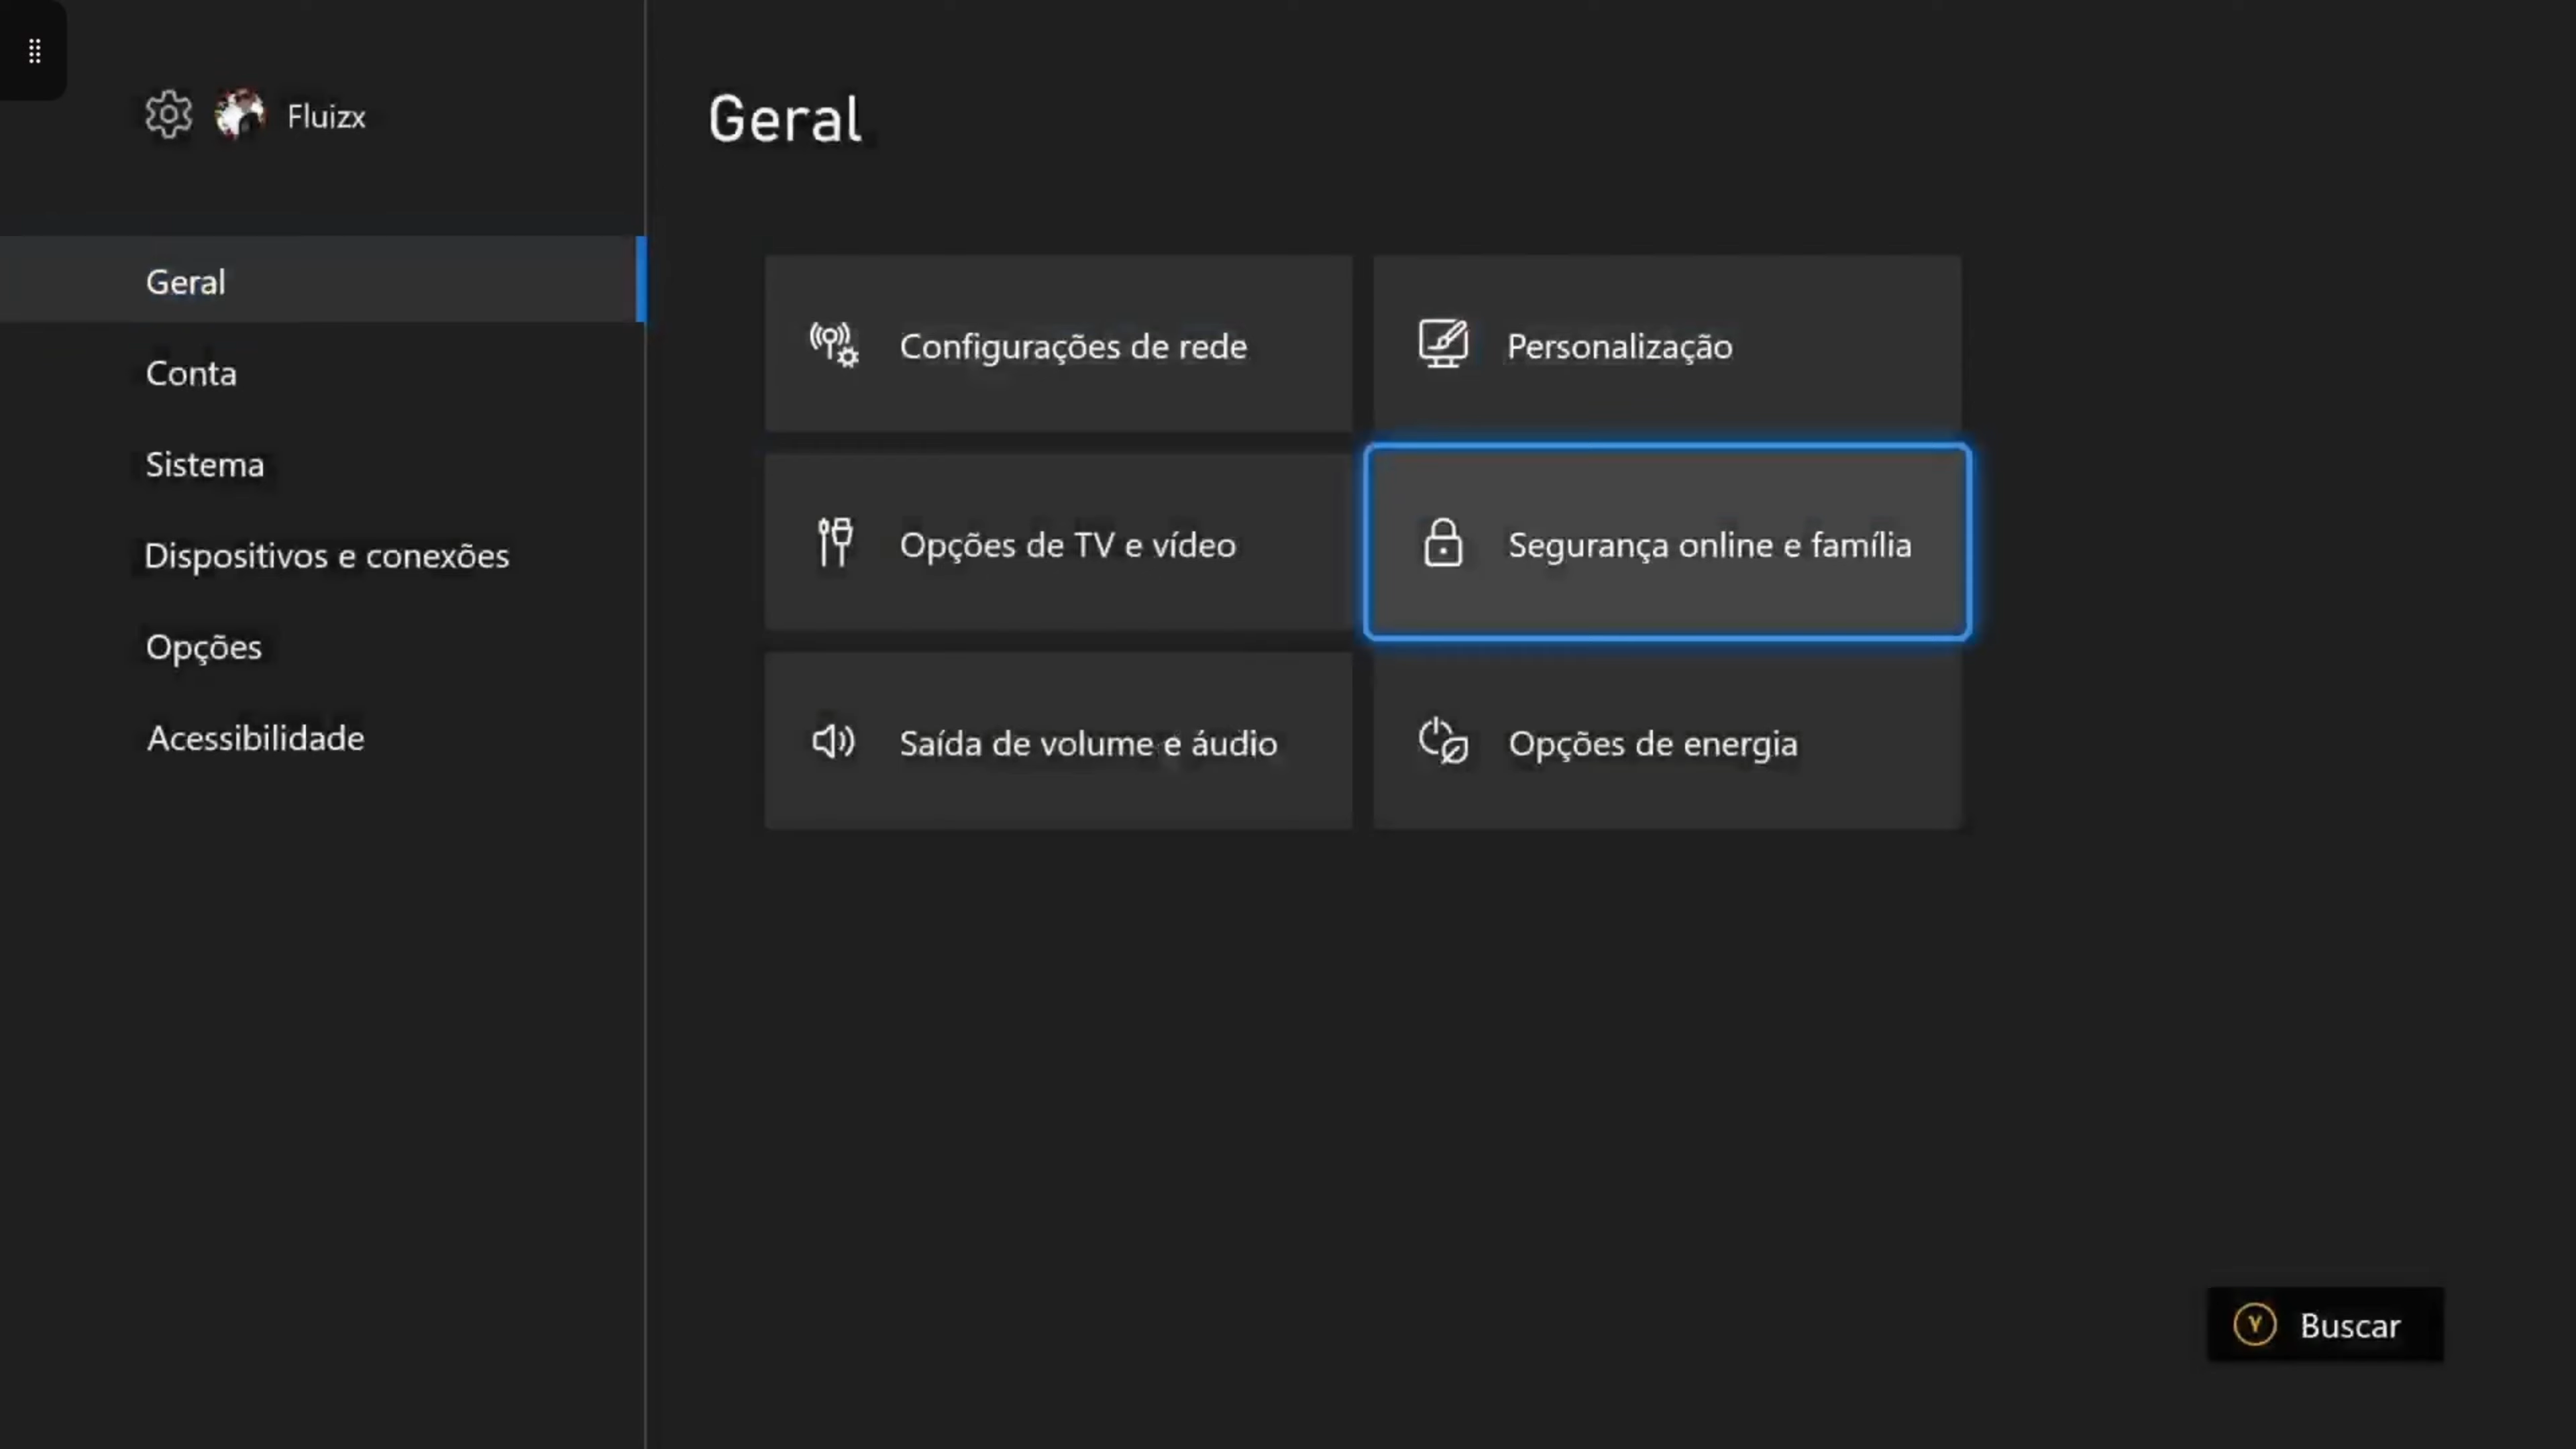 Fluizx
Geral
Conta
Sistema
Dispositivos e conexões
Opções
Acessibilidade
Geral
Configurações de rede
Personalização
Opções de TV e vídeo
Segurança online e família
Saída de volume e áudio
Opções de energia
Y Buscar